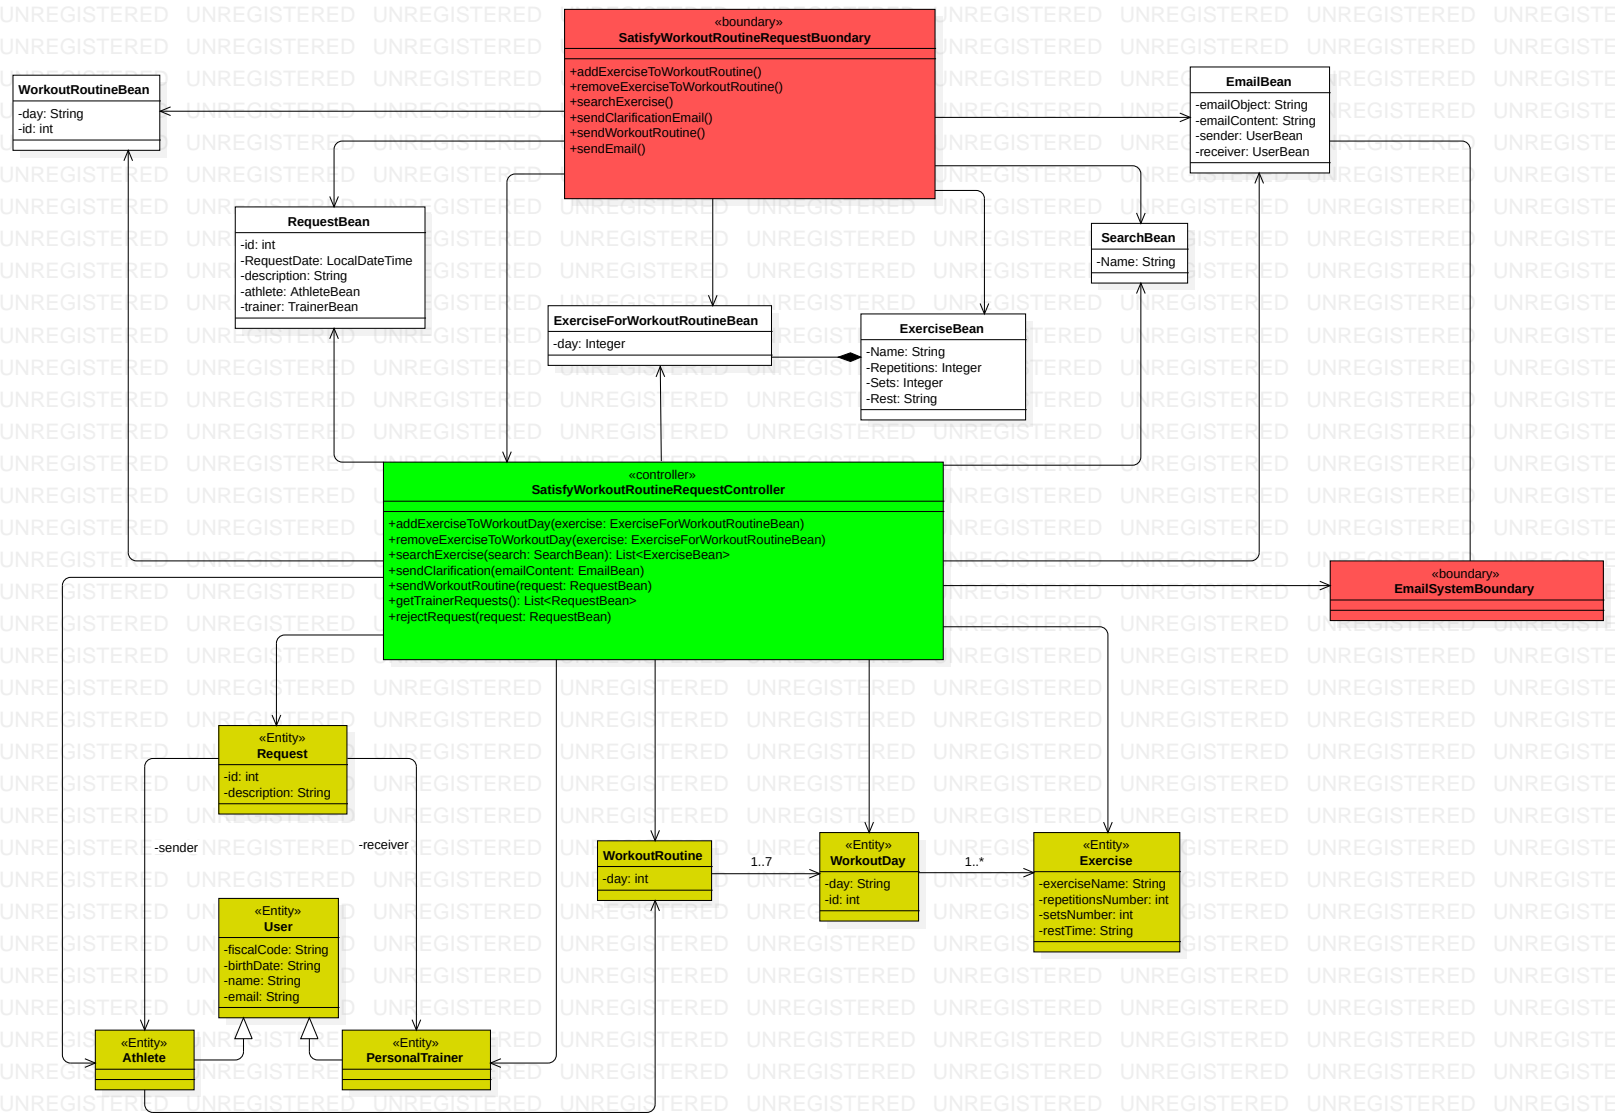 «boundary»
SatisfyWorkoutRoutineRequestBuondary
+addExerciseToWorkoutRoutine()
+removeExerciseToWorkoutRoutine()
+searchExercise()
+sendClarificationEmail()
+sendWorkoutRoutine()
+sendEmail()
WorkoutRoutineBean
-day: String
-id: int
EmailBean
-emailObject: String
-emailContent: String
-sender: UserBean
-receiver: UserBean
RequestBean
-id: int
-RequestDate: LocalDateTime
-description: String
-athlete: AthleteBean
-trainer: TrainerBean
SearchBean
-Name: String
ExerciseForWorkoutRoutineBean
-day: Integer
ExerciseBean
-Name: String
-Repetitions: Integer
-Sets: Integer
-Rest: String
«controller»
SatisfyWorkoutRoutineRequestController
+addExerciseToWorkoutDay(exercise: ExerciseForWorkoutRoutineBean)
+removeExerciseToWorkoutDay(exercise: ExerciseForWorkoutRoutineBean)
+searchExercise(search: SearchBean): List<ExerciseBean>
+sendClarification(emailContent: EmailBean)
+sendWorkoutRoutine(request: RequestBean)
+getTrainerRequests(): List<RequestBean>
+rejectRequest(request: RequestBean)
«boundary»
EmailSystemBoundary
«Entity»
Request
-id: int
-description: String
-sender
-receiver
WorkoutRoutine
-day: int
1..7
«Entity»
WorkoutDay
-day: String
-id: int
1..*
«Entity»
Exercise
-exerciseName: String
-repetitionsNumber: int
-setsNumber: int
-restTime: String
«Entity»
User
-fiscalCode: String
-birthDate: String
-name: String
-email: String
«Entity»
Athlete
«Entity»
PersonalTrainer
UNREGISTERED